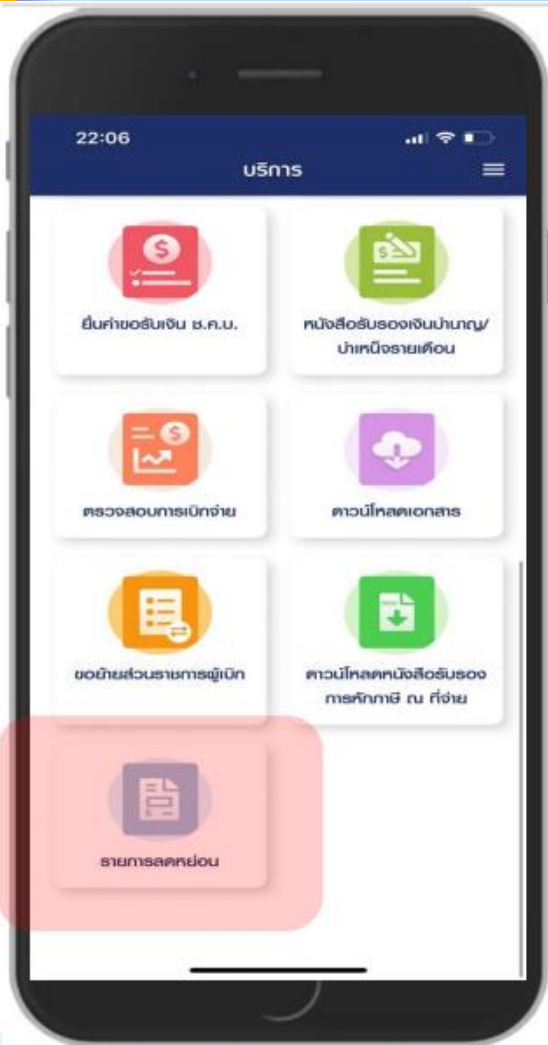 22:06
บริการ
ยื่นคำขอรับเงิน ช.ค.บ.
หนังสือรับรองเงินบำนาญ/
บำเหน็จรายเดือน
ตรวจสอบการเบิกจ่าย
ดาวน์โหลดเอกสาร
ขอย้ายส่วนราชการผู้เบิก
ดาวน์โหลดหนังสือรับรอง
การหักภาษี ณ ที่จ่าย
รายการลดหย่อน